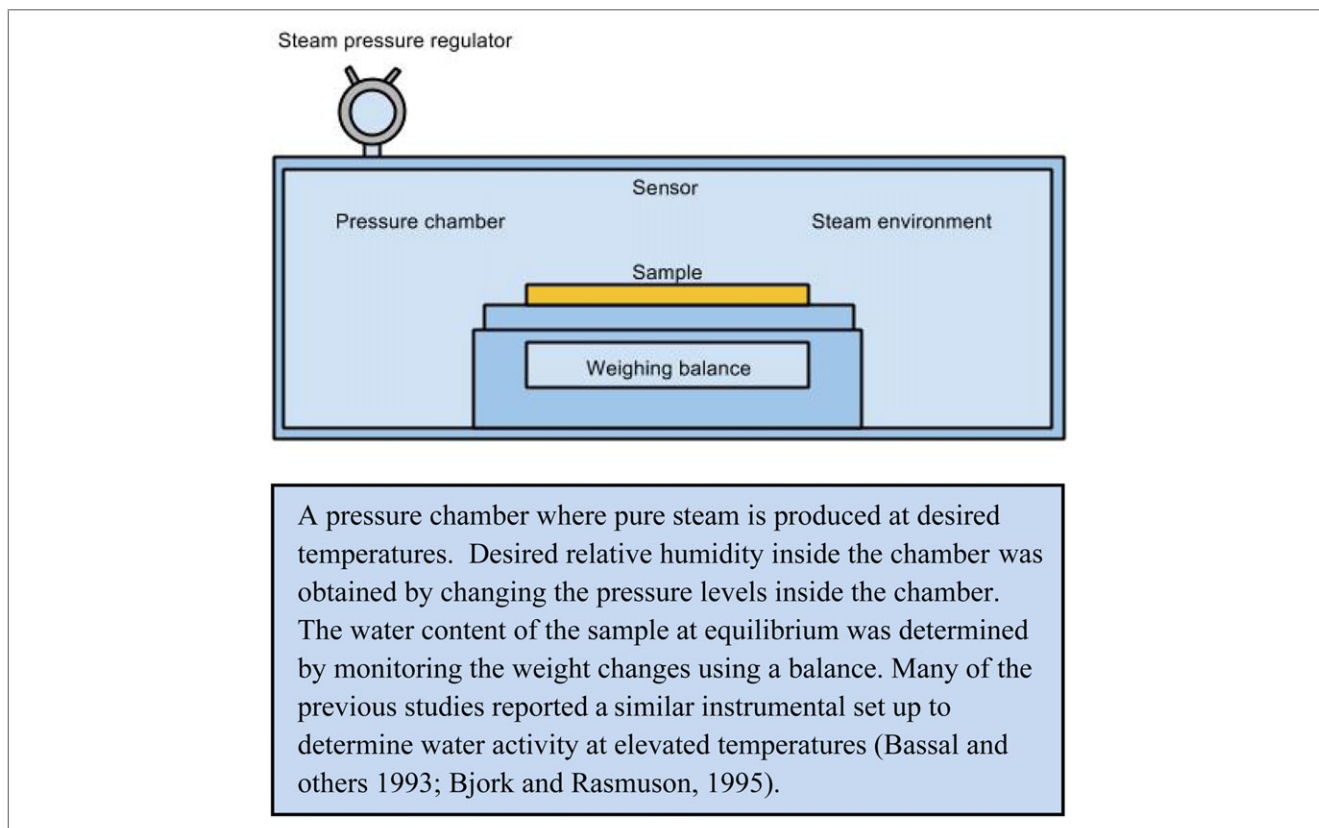 Steam pressure regulator
Sensor
Pressure chamber
Steam environment
Sample
Weighing balance
A pressure chamber where pure steam is produced at desired
temperatures.  Desired relative humidity inside the chamber was
obtained by changing the pressure levels inside the chamber.
The water content of the sample at equilibrium was determined
by monitoring the weight changes using a balance. Many of the
previous studies reported a similar instrumental set up to
determine water activity at elevated temperatures (Bassal and
others 1993; Bjork and Rasmuson, 1995).